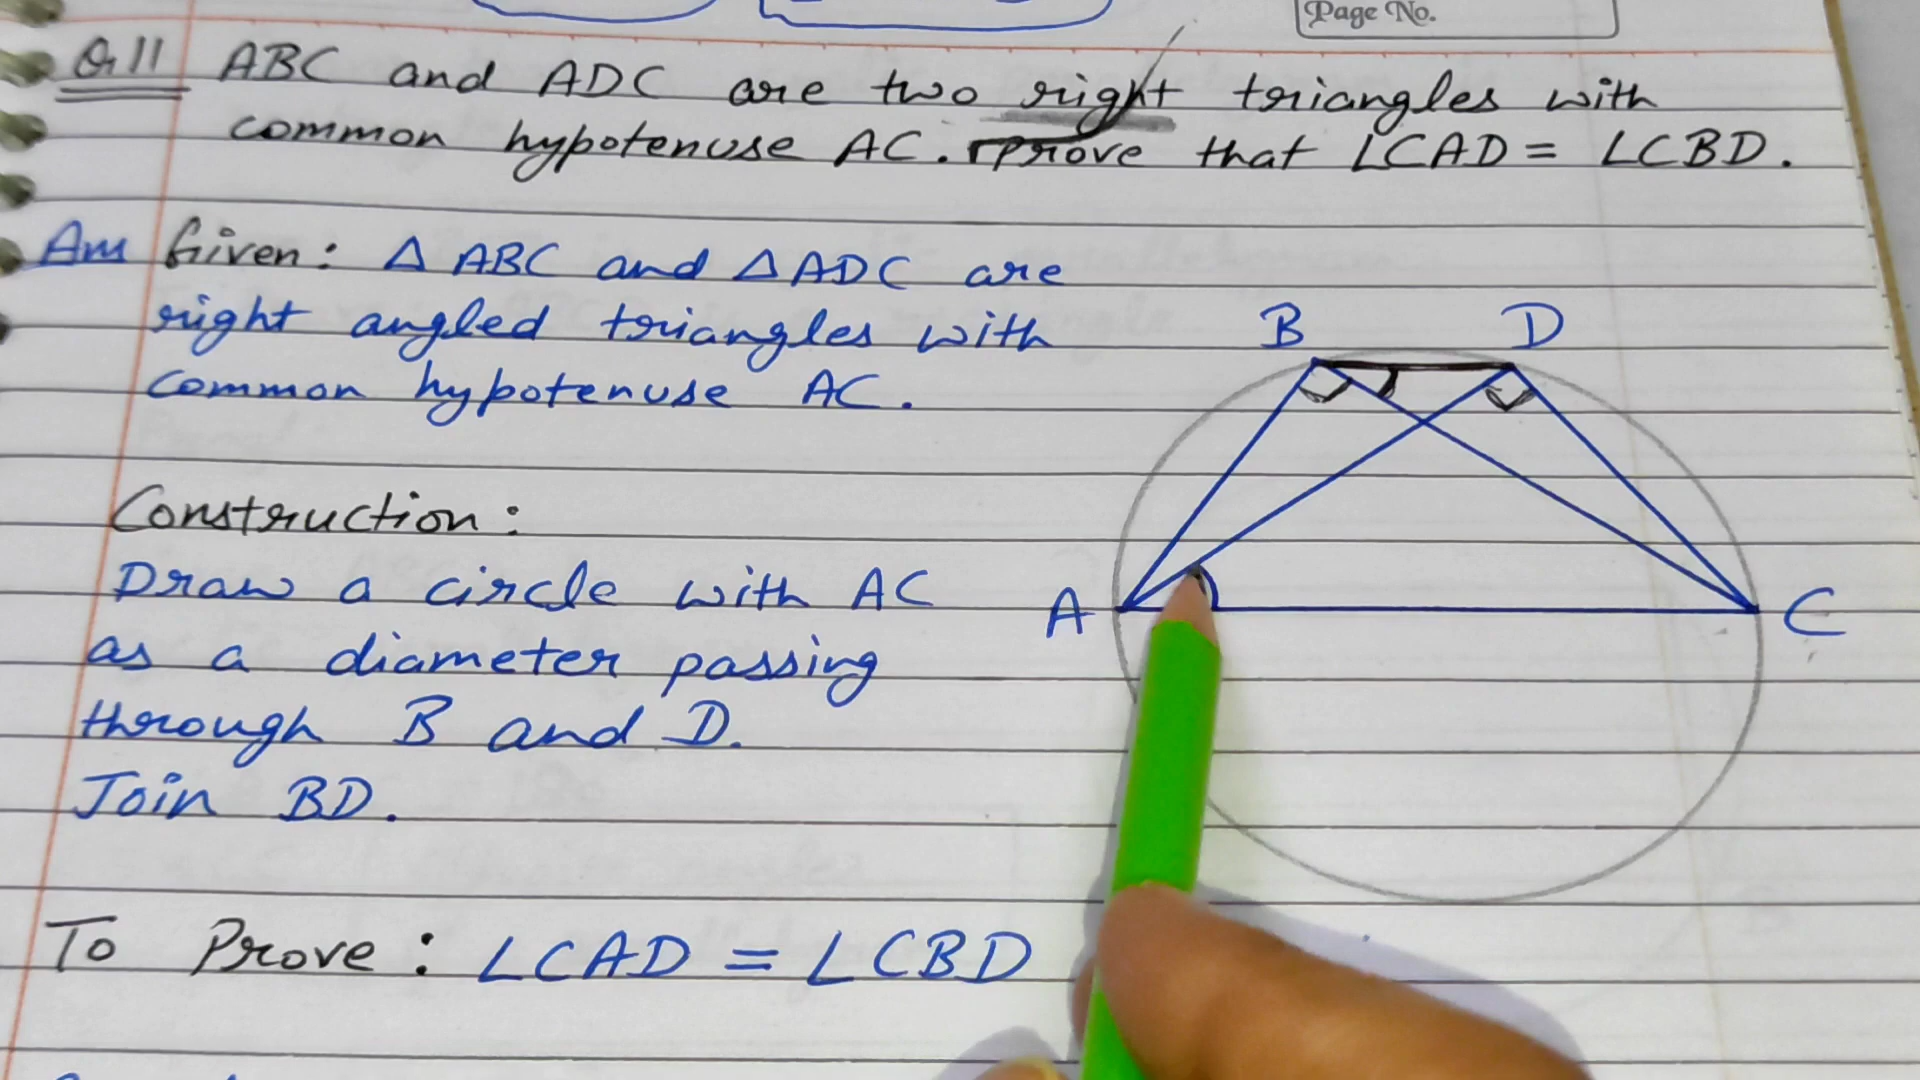 Page No.
Q.11 ABC and ADC are two right triangles with
common hypotenuse AC. Prove that ∠CAD = ∠CBD.
Ans Given: Δ ABC and Δ ADC are
right angled triangles with
common hypotenuse AC.
B D
Construction:
Draw a circle with AC
A C
as a diameter passing
through B and D.
Join BD.
To Prove: ∠CAD = ∠CBD